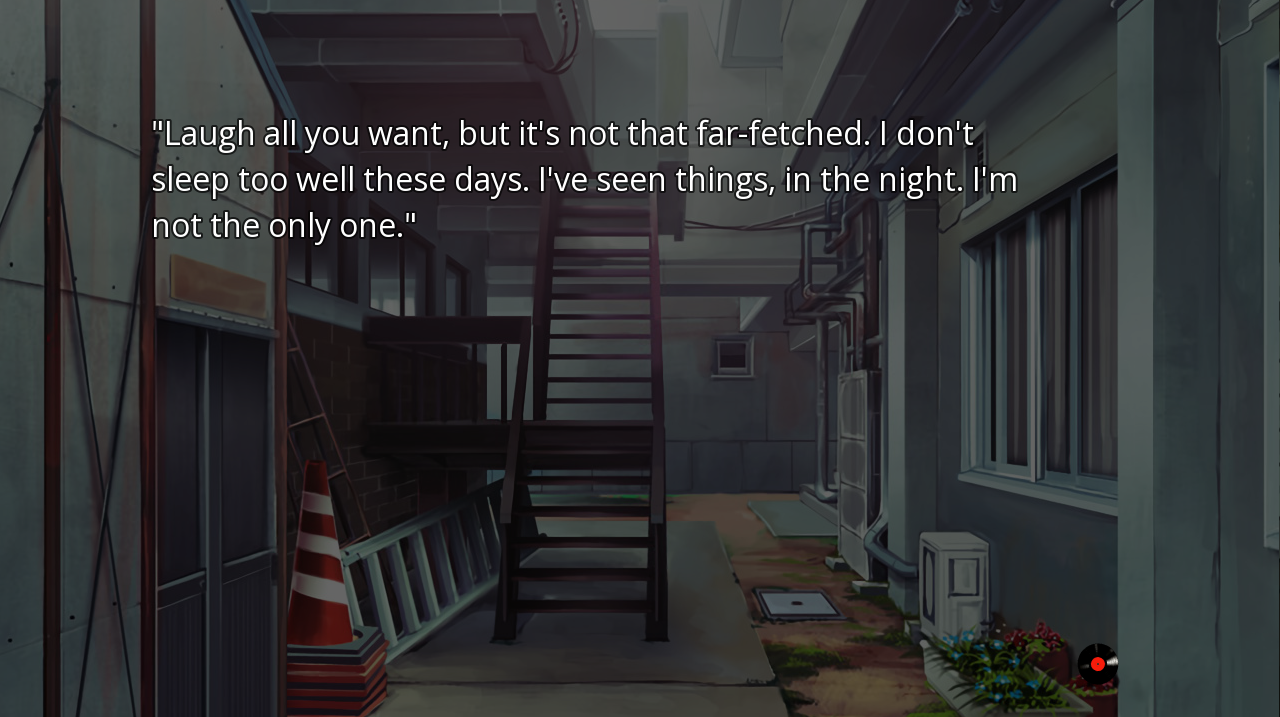 "Laugh all you want, but it's not that far-fetched. I don't
sleep too well these days. I've seen things, in the night. I'm
not the only one."